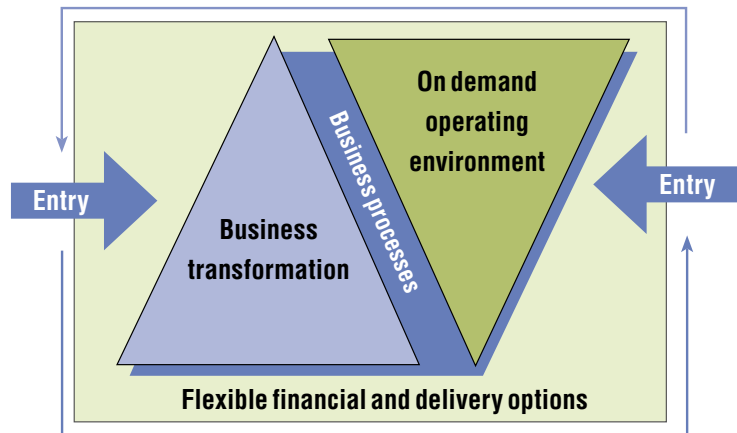 On demand
operating
environment
Business processes
Entry
Entry
Business
transformation
Flexible financial and delivery options